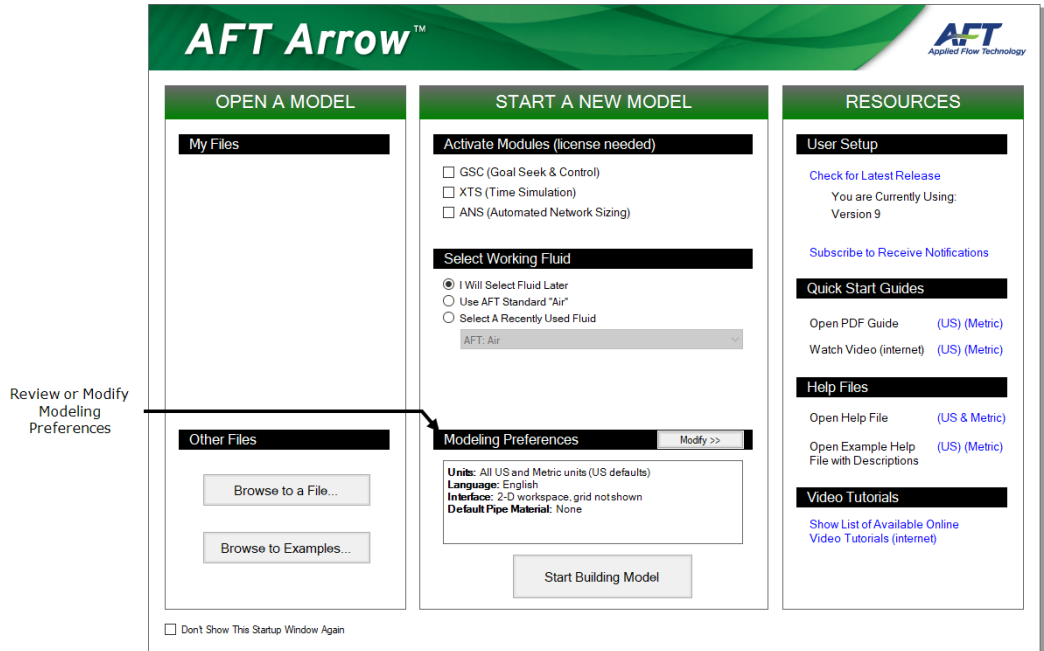 AFT Arrow™
AFT
Applied Flow Technology
OPEN A MODEL
My Files
Other Files
Browse to a File...
Browse to Examples...
START A NEW MODEL
Activate Modules (license needed)
GSC (Goal Seek & Control)
XTS (Time Simulation)
ANS (Automated Network Sizing)
Select Working Fluid
I Will Select Fluid Later
Use AFT Standard "Air"
Select A Recently Used Fluid
AFT: Air
Modeling Preferences
Modify >>
Units: All US and Metric units (US defaults)
Language: English
Interface: 2-D workspace, grid not shown
Default Pipe Material: None
Start Building Model
RESOURCES
User Setup
Check for Latest Release
You are Currently Using:
Version 9
Subscribe to Receive Notifications
Quick Start Guides
Open PDF Guide (US) (Metric)
Watch Video (internet) (US) (Metric)
Help Files
Open Help File (US & Metric)
Open Example Help (US) (Metric)
File with Descriptions
Video Tutorials
Show List of Available Online
Video Tutorials (internet)
Review or Modify
Modeling
Preferences
Don't Show This Startup Window Again